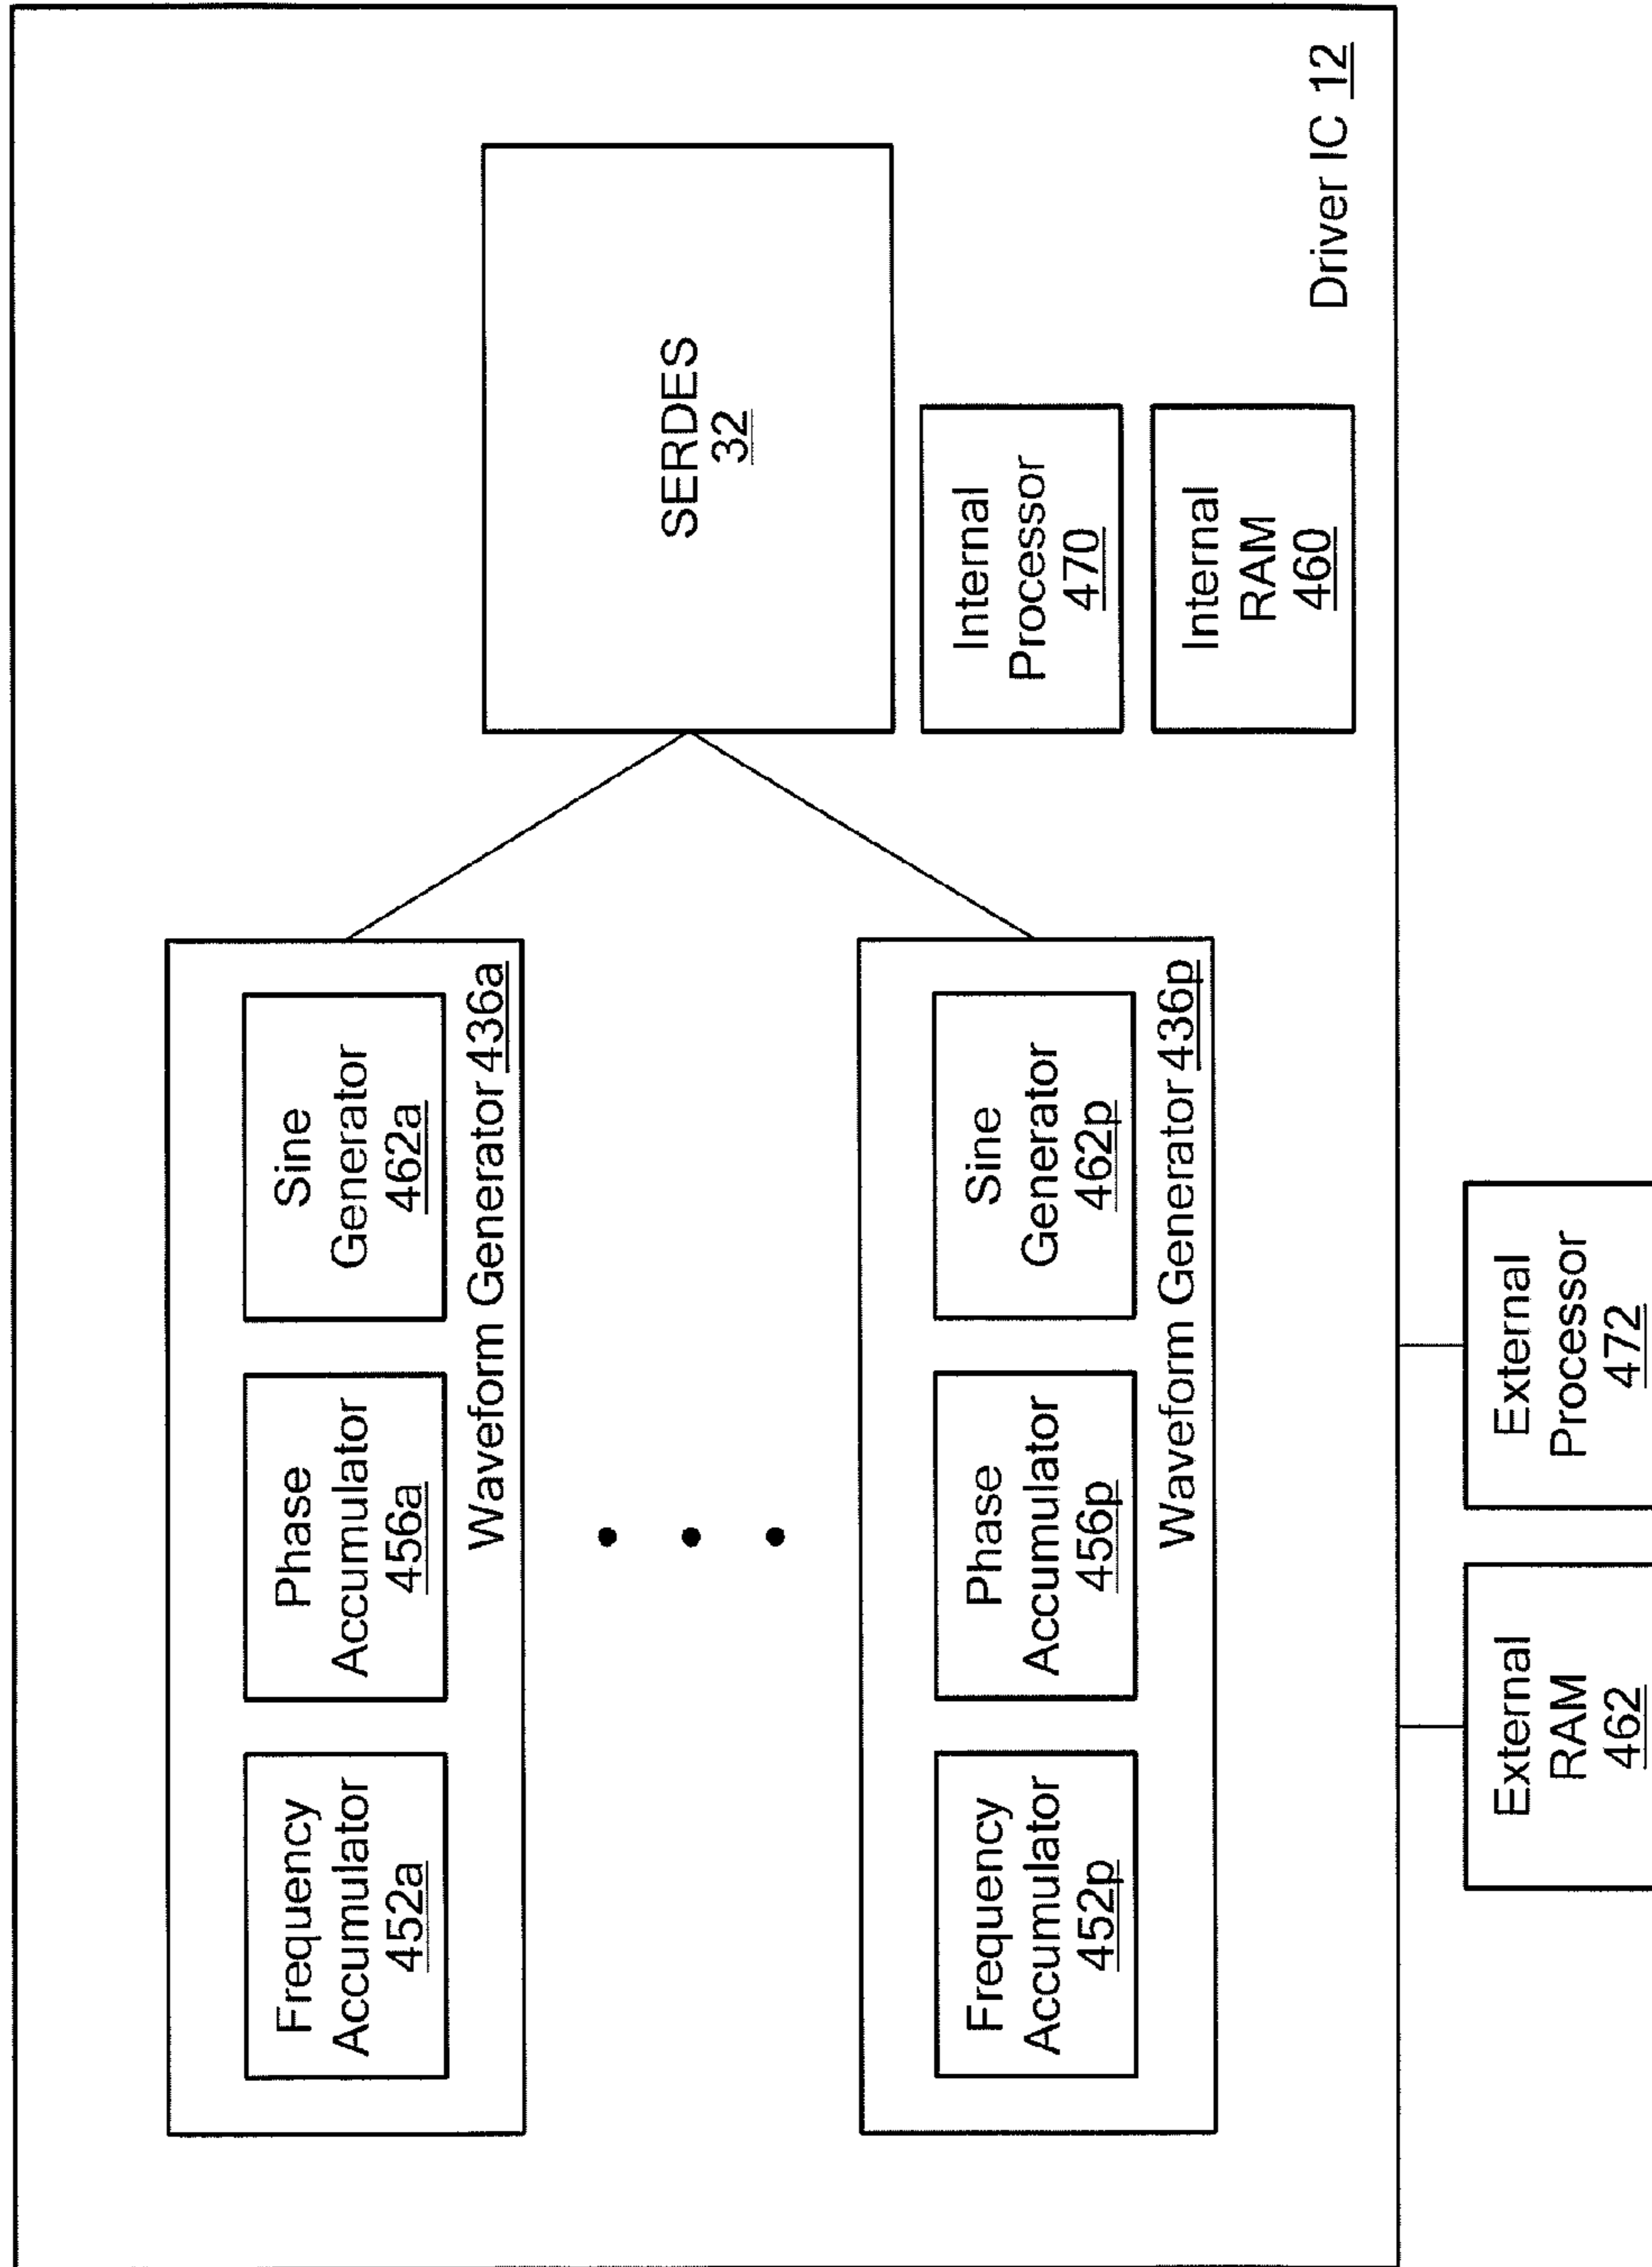 Frequency
Accumulator
452a
Phase
Accumulator
456a
Sine
Generator
462a
Waveform Generator 436a
Frequency
Accumulator
452p
Phase
Accumulator
456p
Sine
Generator
462p
Waveform Generator 436p
SERDES
32
Internal
Processor
470
Internal
RAM
460
Driver IC 12
External
RAM
462
External
Processor
472